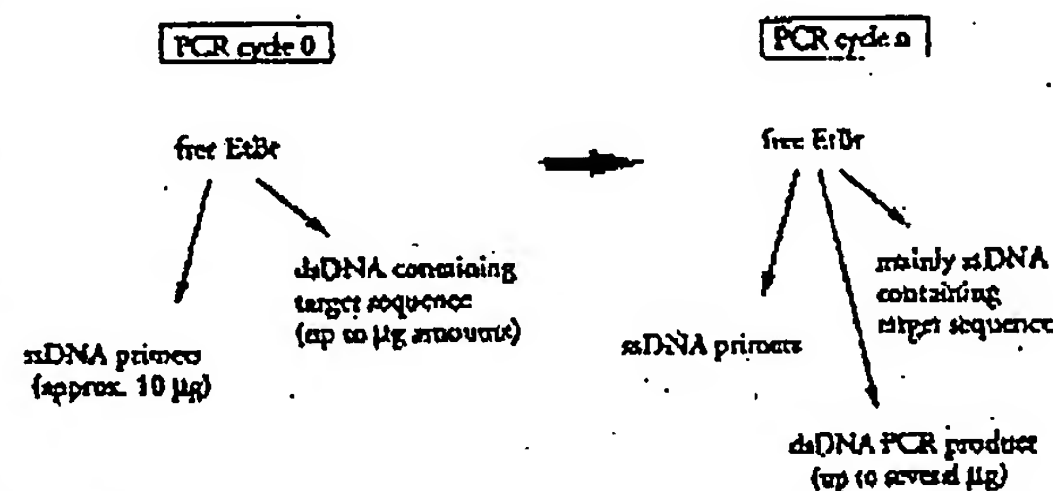 PCR cycle 0
free EtBr
dsDNA containing
target sequence
(up to µg amounts)
ssDNA primers
(approx. 10 µg)
PCR cycle n
free EtBr
mainly ssDNA
containing
target sequence
ssDNA primers
dsDNA PCR product
(up to several µg)